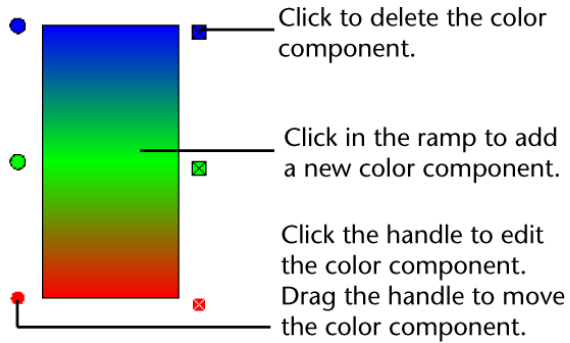 Click to delete the color
component.
Click in the ramp to add
a new color component.
Click the handle to edit
the color component.
Drag the handle to move
the color component.